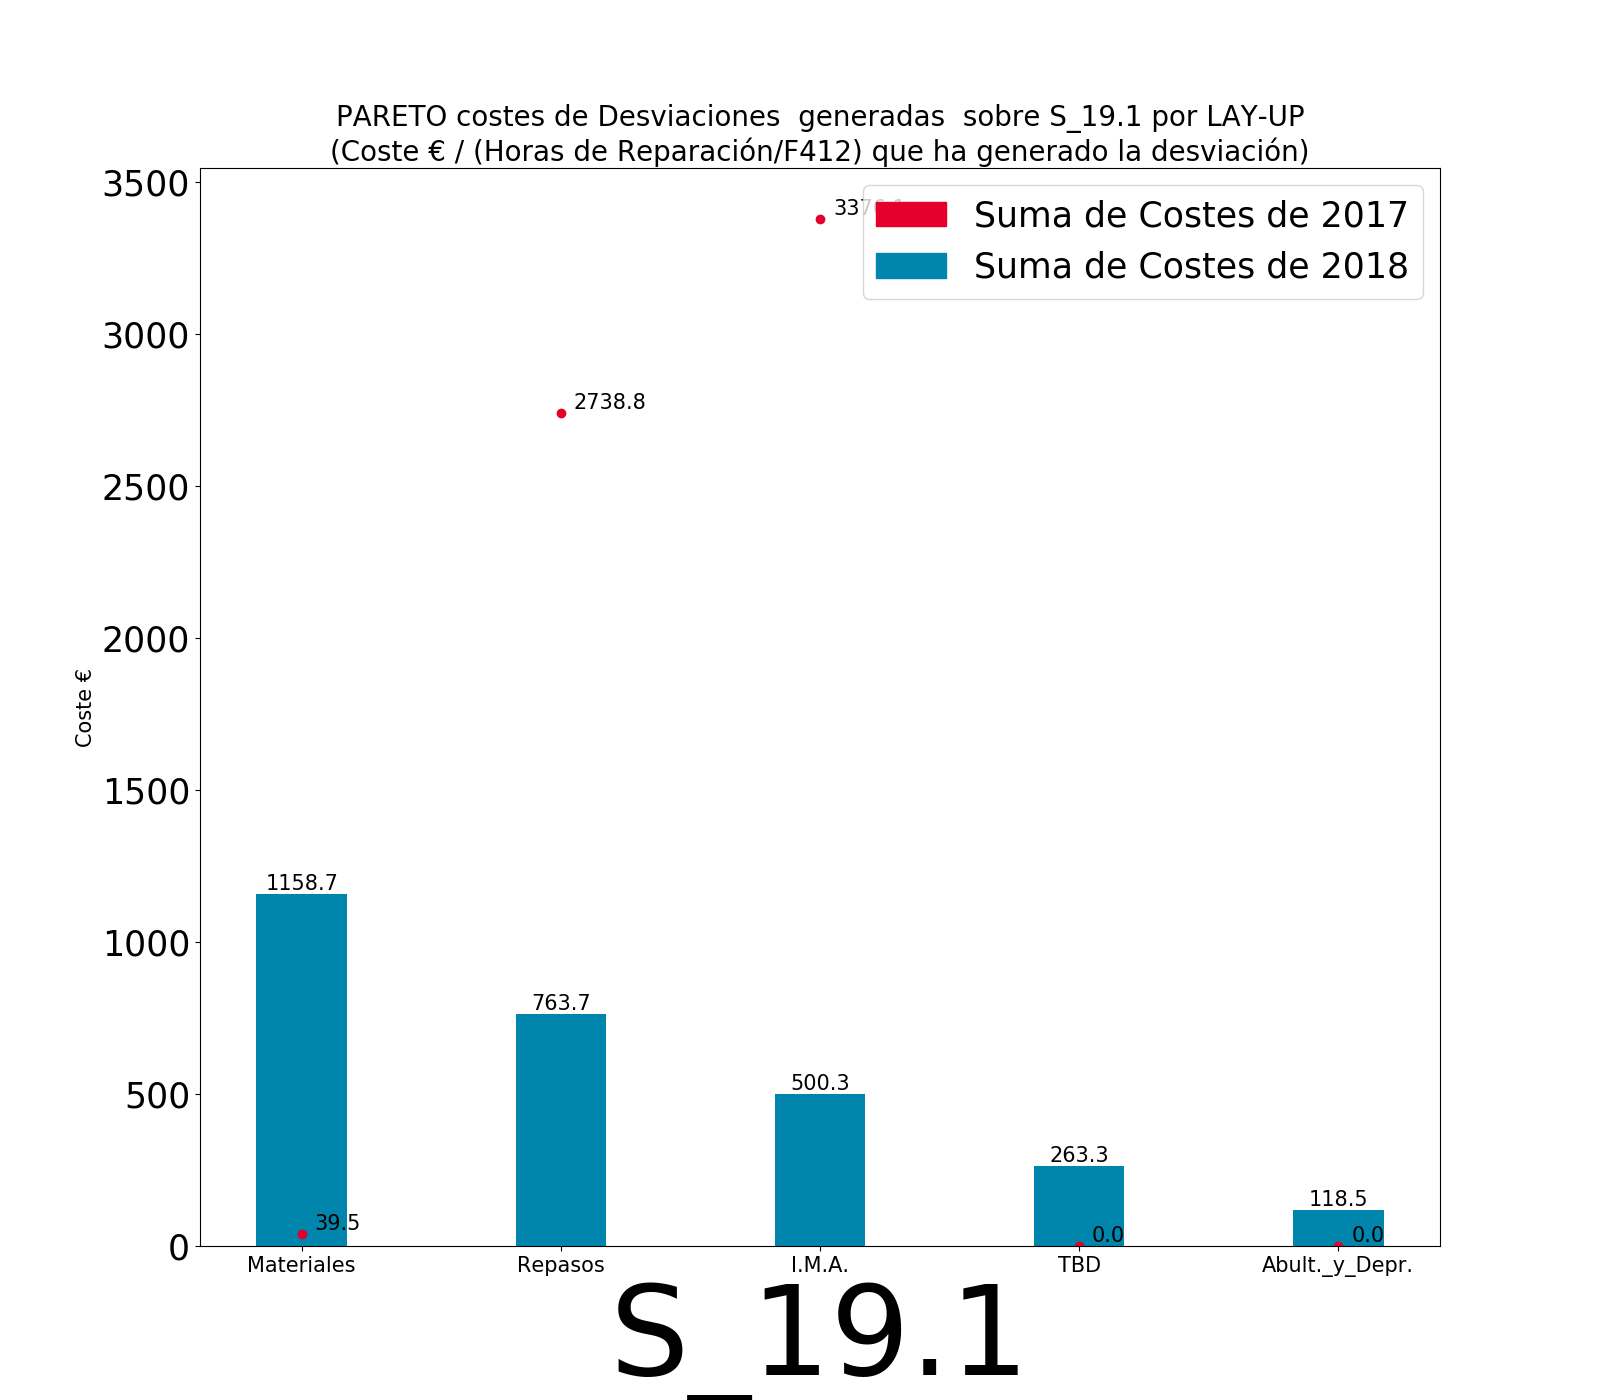 PARETO costes de Desviaciones  generadas  sobre S_19.1 por LAY-UP
(Coste € / (Horas de Reparación/F412) que ha generado la desviación)
3500
3000
2500
2000
1500
1000
500
0
Coste €
Suma de Costes de 2017
Suma de Costes de 2018
2738.8
1158.7
763.7
500.3
263.3
118.5
39.5
0.0
0.0
Materiales
Repasos
I.M.A.
TBD
Abult._y_Depr.
S_19.1